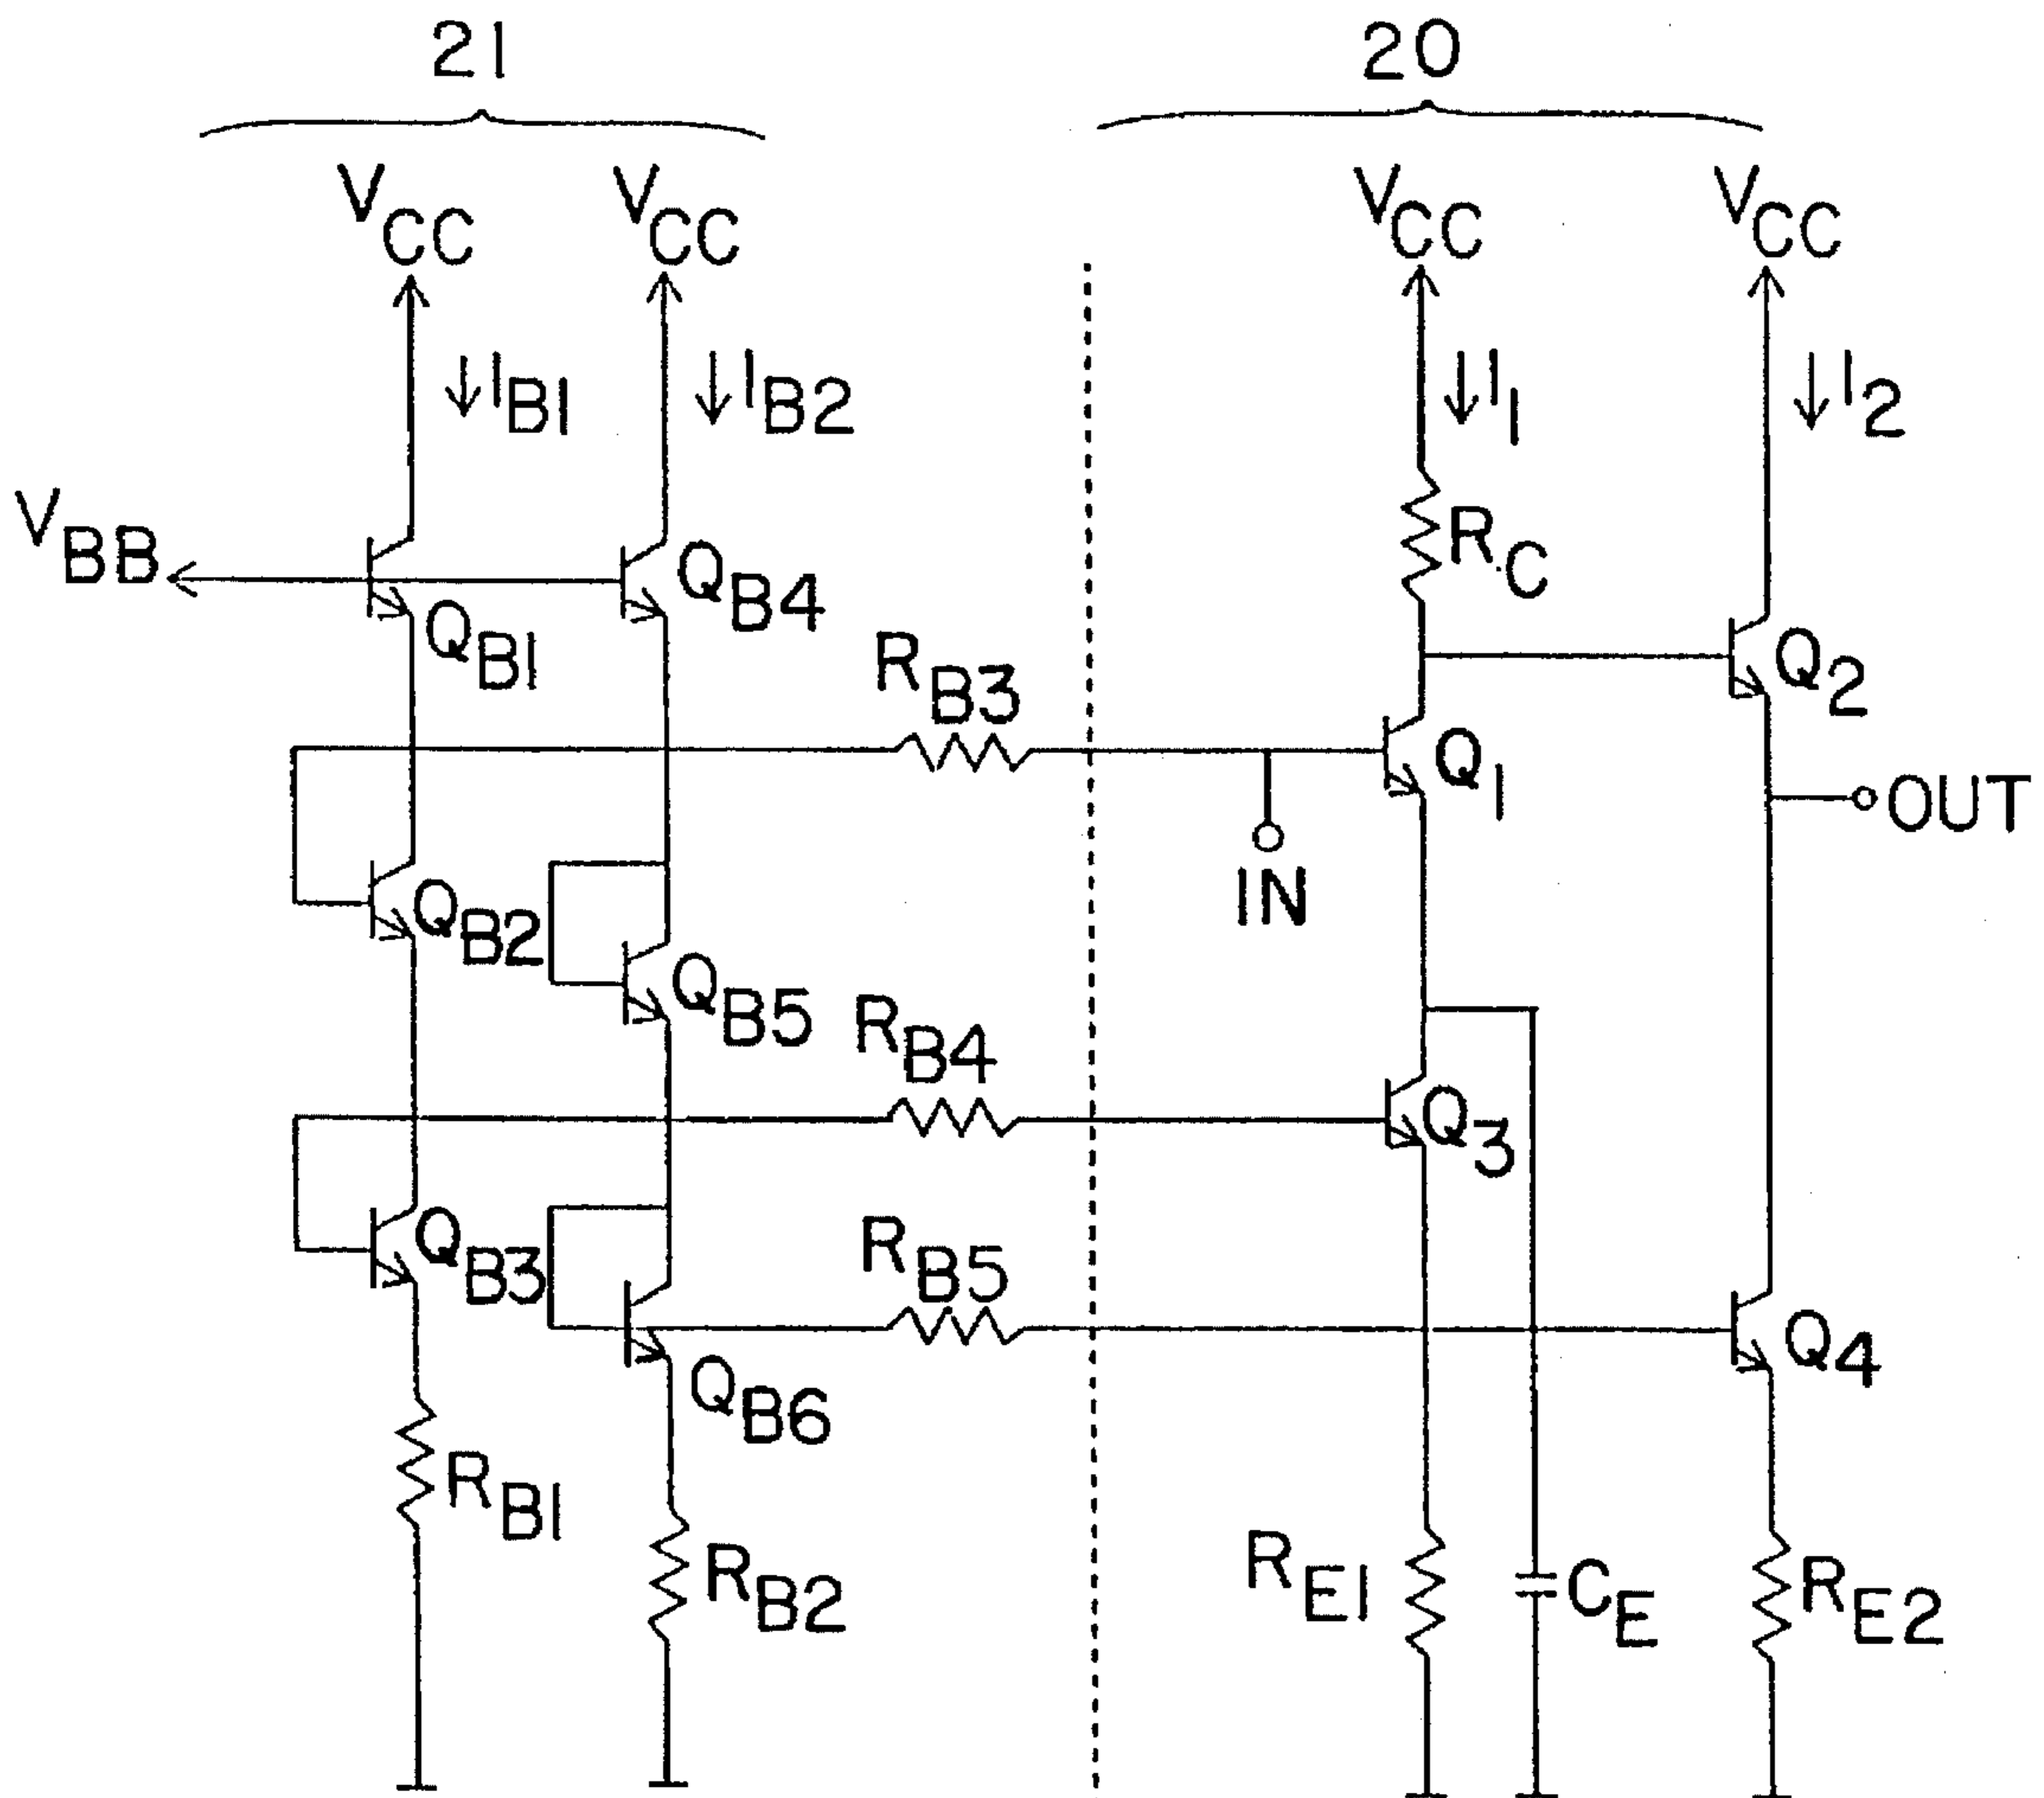 21
20
VCC
VCC
VCC
VCC
IB1
IB2
I1
I2
VBB
RC
QB1
QB4
Q2
RB3
Q1
OUT
IN
QB2
QB5
RB4
Q3
QB3
RB5
Q4
QB6
RB1
RB2
RE1
CE
RE2